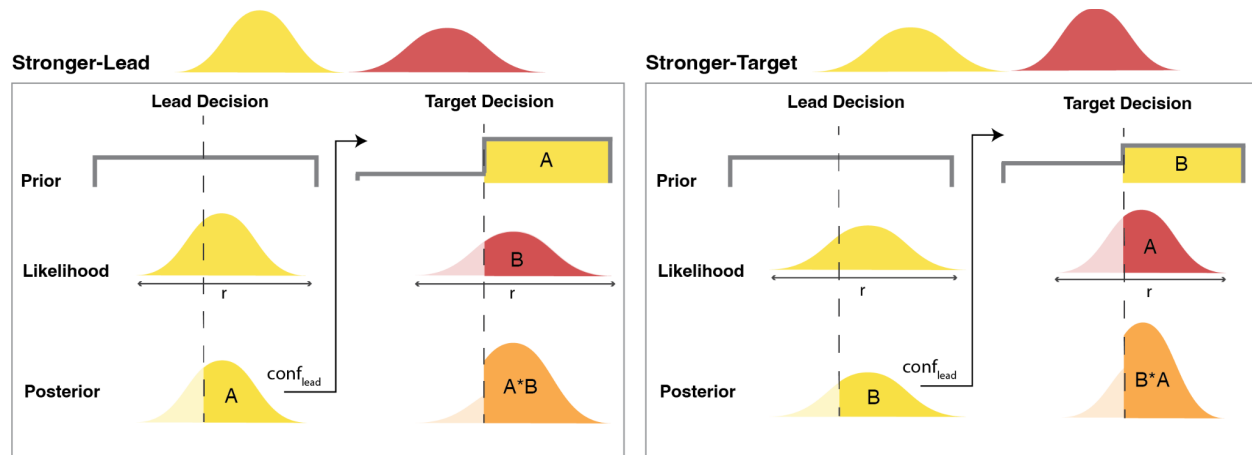 Stronger-Lead
Lead Decision
Target Decision
Prior
A
Likelihood
B
r
r
Posterior
A
conf_lead
A*B
Stronger-Target
Lead Decision
Target Decision
Prior
B
Likelihood
A
r
r
Posterior
B
conf_lead
B*A